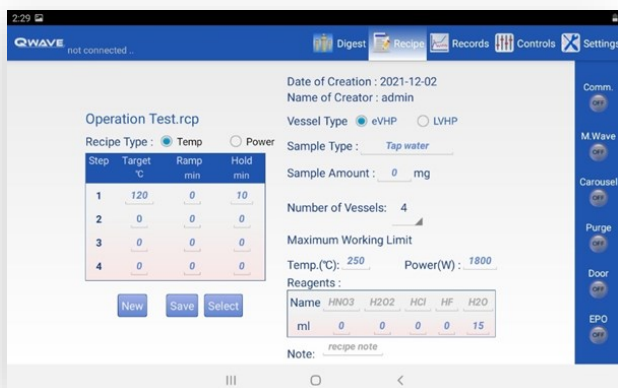 2:29
QWAVE not connected ..
Digest Recipe Records Controls Settings
Date of Creation : 2021-12-02
Name of Creator : admin
Operation Test.rcp
Vessel Type eVHP LVHP
Recipe Type : Temp Power
Sample Type : Tap water
Step Target ℃ Ramp min Hold min
1 120 0 10
2 0 0 0
3 0 0 0
4 0 0 0
New Save Select
Sample Amount : 0 mg
Number of Vessels: 4
Maximum Working Limit
Temp.(℃): 250 Power(W) : 1800
Reagents :
Name HNO3 H2O2 HCl HF H2O
ml 0 0 0 0 15
Note: recipe note
Comm.
OFF
M.Wave
OFF
Carousel
OFF
Purge
OFF
Door
OFF
EPO
OFF